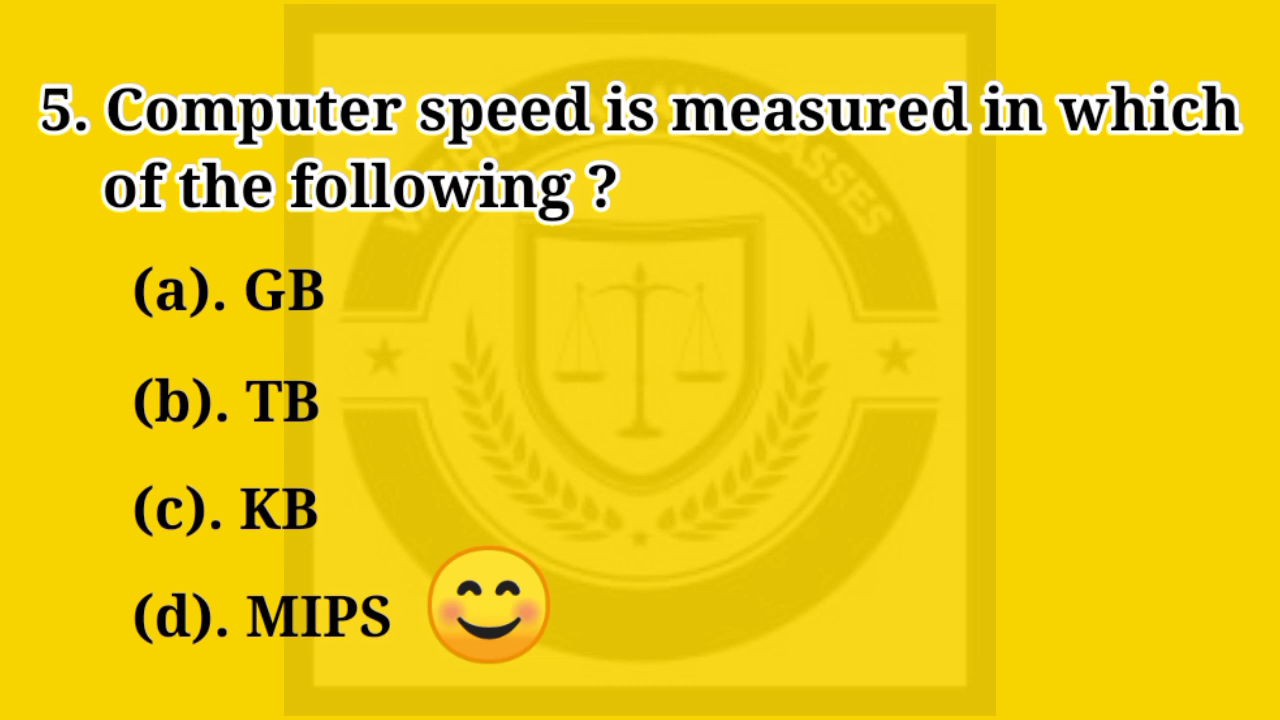 5. Computer speed is measured in which
of the following ?
(a). GB
(b). TB
(c). KB
(d). MIPS